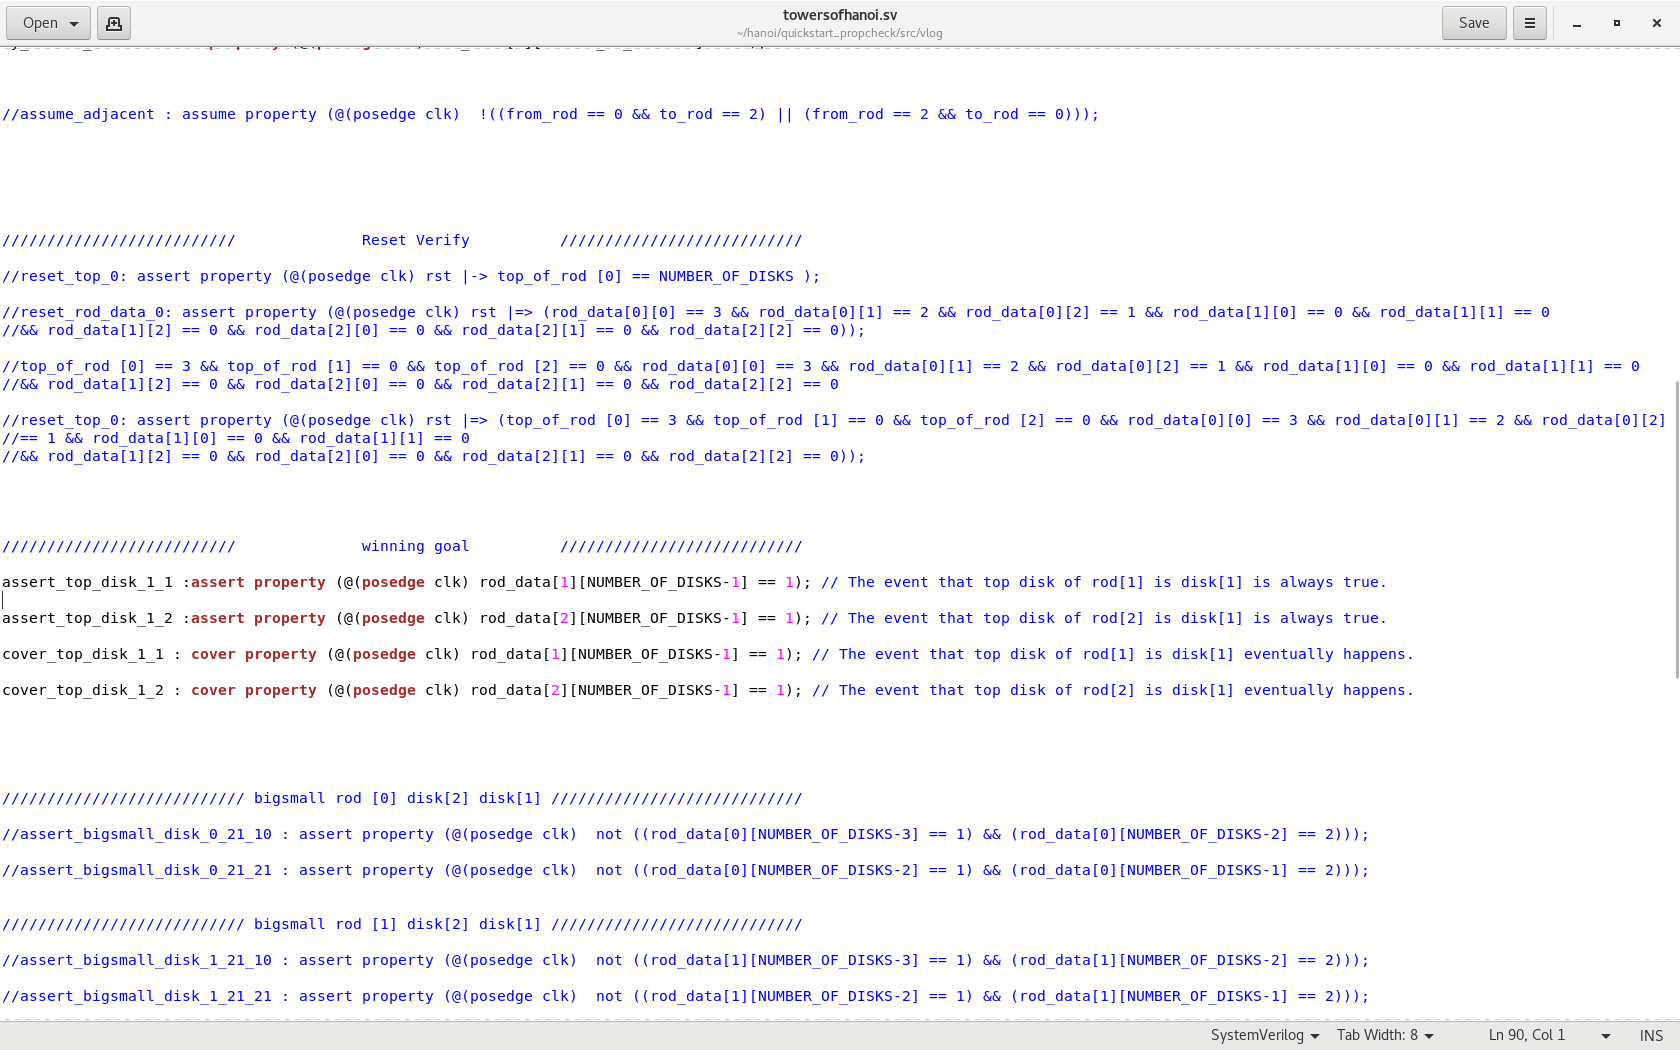 Open
towersofhanoi.sv
~/hanoi/quickstart_propcheck/src/vlog
Save
//assume_adjacent : assume property (@(posedge clk)  !((from_rod == 0 && to_rod == 2) || (from_rod == 2 && to_rod == 0)));
//////////////////////////              Reset Verify          ///////////////////////////
//reset_top_0: assert property (@(posedge clk) rst |-> top_of_rod [0] == NUMBER_OF_DISKS );
//reset_rod_data_0: assert property (@(posedge clk) rst |=> (rod_data[0][0] == 3 && rod_data[0][1] == 2 && rod_data[0][2] == 1 && rod_data[1][0] == 0 && rod_data[1][1] == 0
//&& rod_data[1][2] == 0 && rod_data[2][0] == 0 && rod_data[2][1] == 0 && rod_data[2][2] == 0));
//top_of_rod [0] == 3 && top_of_rod [1] == 0 && top_of_rod [2] == 0 && rod_data[0][0] == 3 && rod_data[0][1] == 2 && rod_data[0][2] == 1 && rod_data[1][0] == 0 && rod_data[1][1] == 0
//&& rod_data[1][2] == 0 && rod_data[2][0] == 0 && rod_data[2][1] == 0 && rod_data[2][2] == 0
//reset_top_0: assert property (@(posedge clk) rst |=> (top_of_rod [0] == 3 && top_of_rod [1] == 0 && top_of_rod [2] == 0 && rod_data[0][0] == 3 && rod_data[0][1] == 2 && rod_data[0][2]
//== 1 && rod_data[1][0] == 0 && rod_data[1][1] == 0
//&& rod_data[1][2] == 0 && rod_data[2][0] == 0 && rod_data[2][1] == 0 && rod_data[2][2] == 0));
//////////////////////////              winning goal          ///////////////////////////
assert_top_disk_1_1 :assert property (@(posedge clk) rod_data[1][NUMBER_OF_DISKS-1] == 1); // The event that top disk of rod[1] is disk[1] is always true.
assert_top_disk_1_2 :assert property (@(posedge clk) rod_data[2][NUMBER_OF_DISKS-1] == 1); // The event that top disk of rod[2] is disk[1] is always true.
cover_top_disk_1_1 : cover property (@(posedge clk) rod_data[1][NUMBER_OF_DISKS-1] == 1); // The event that top disk of rod[1] is disk[1] eventually happens.
cover_top_disk_1_2 : cover property (@(posedge clk) rod_data[2][NUMBER_OF_DISKS-1] == 1); // The event that top disk of rod[2] is disk[1] eventually happens.
/////////////////////////// bigsmall rod [0] disk[2] disk[1] ////////////////////////////
//assert_bigsmall_disk_0_21_10 : assert property (@(posedge clk)  not ((rod_data[0][NUMBER_OF_DISKS-3] == 1) && (rod_data[0][NUMBER_OF_DISKS-2] == 2)));
//assert_bigsmall_disk_0_21_21 : assert property (@(posedge clk)  not ((rod_data[0][NUMBER_OF_DISKS-2] == 1) && (rod_data[0][NUMBER_OF_DISKS-1] == 2)));
/////////////////////////// bigsmall rod [1] disk[2] disk[1] ////////////////////////////
//assert_bigsmall_disk_1_21_10 : assert property (@(posedge clk)  not ((rod_data[1][NUMBER_OF_DISKS-3] == 1) && (rod_data[1][NUMBER_OF_DISKS-2] == 2)));
//assert_bigsmall_disk_1_21_21 : assert property (@(posedge clk)  not ((rod_data[1][NUMBER_OF_DISKS-2] == 1) && (rod_data[1][NUMBER_OF_DISKS-1] == 2)));
SystemVerilog Tab Width: 8 Ln 90, Col 1 INS